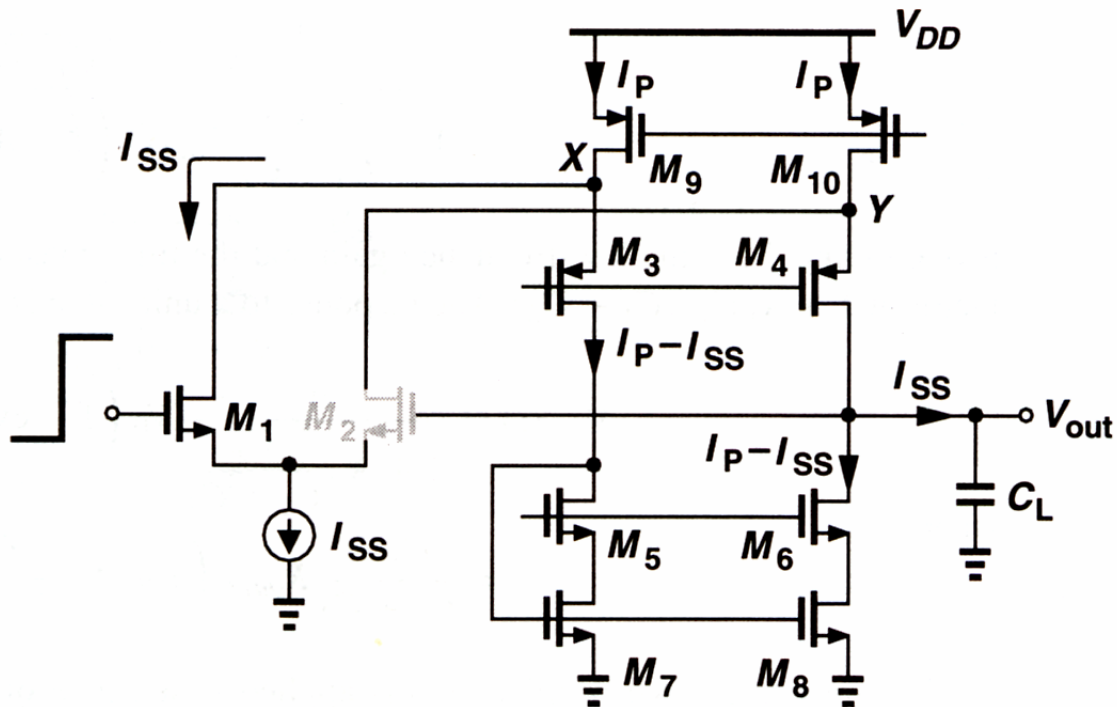 V_DD
I_P
I_P
I_SS
X
M_9
M_10
Y
M_3
M_4
I_P − I_SS
I_SS
M_1
M_2
V_out
I_P − I_SS
C_L
I_SS
M_5
M_6
M_7
M_8